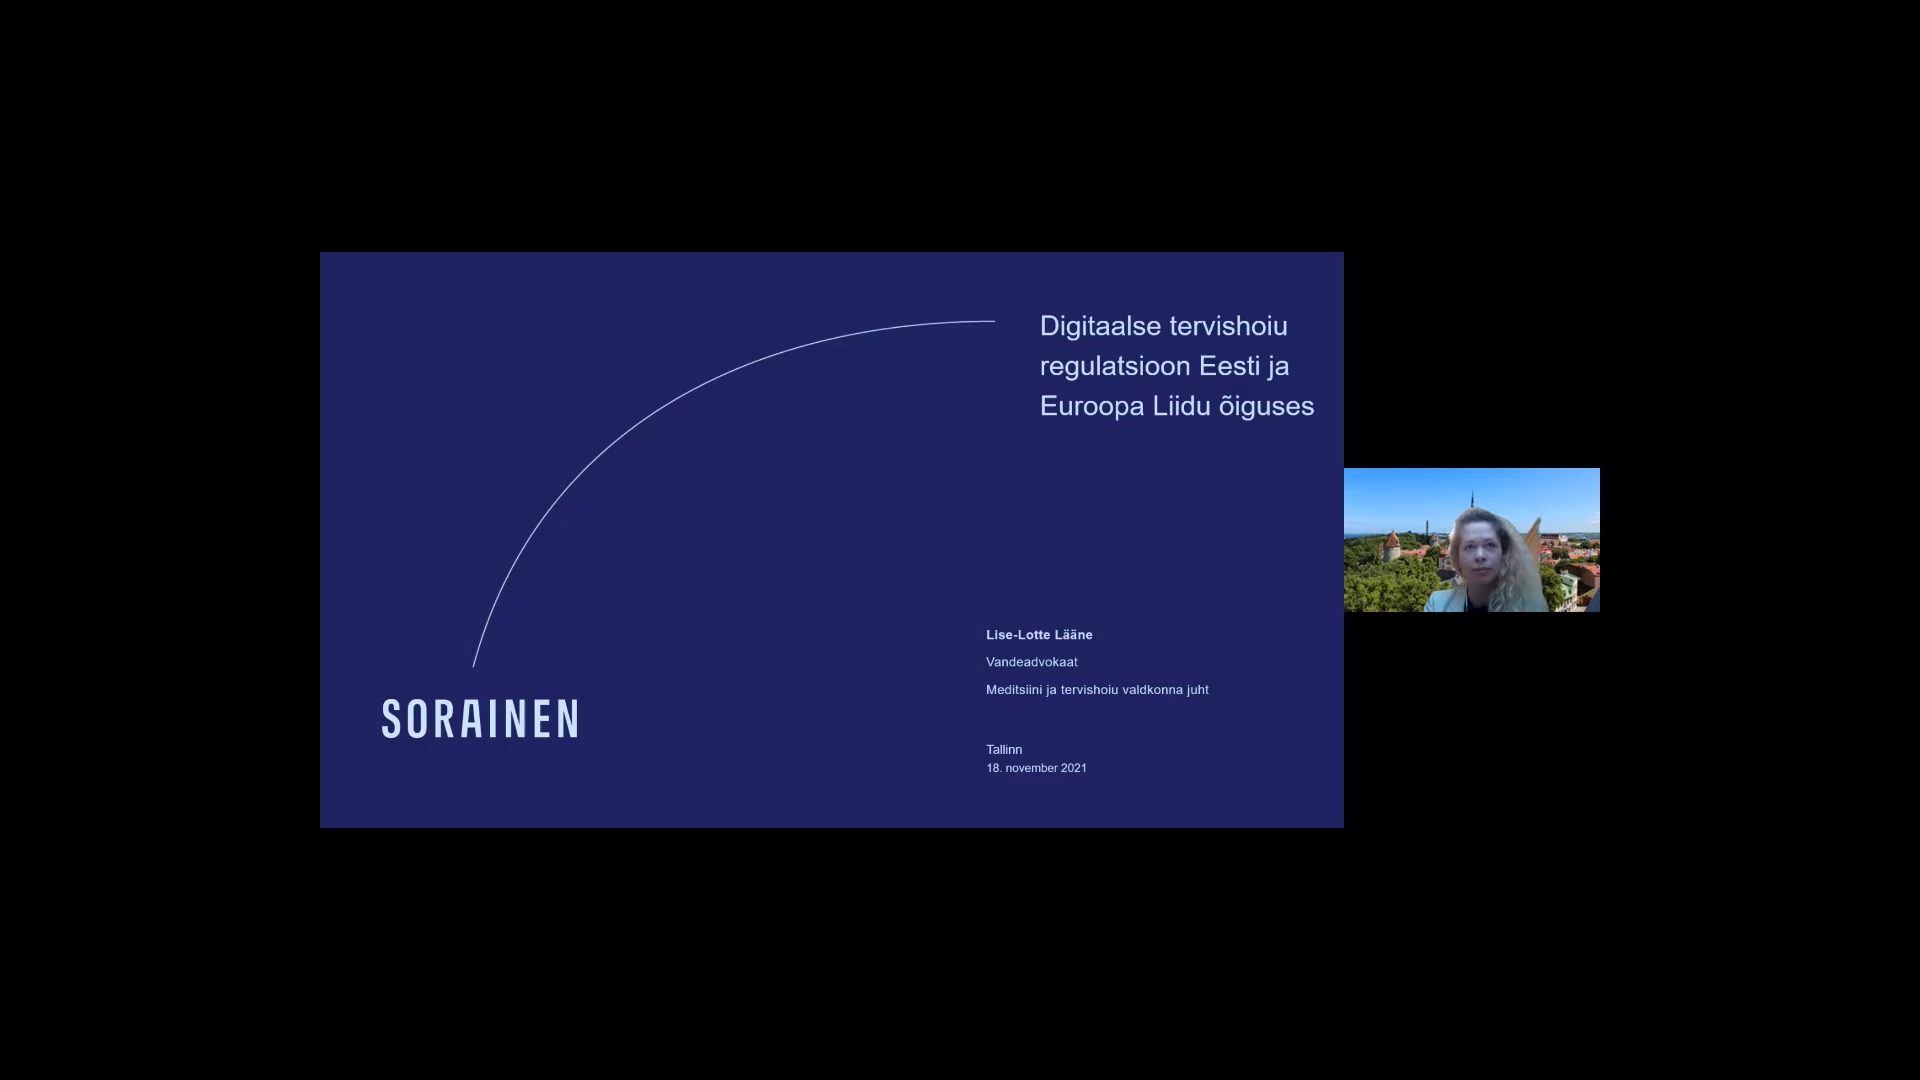 Digitaalse tervishoiu
regulatsioon Eesti ja
Euroopa Liidu õiguses
Lise-Lotte Lääne
Vandeadvokaat
Meditsiini ja tervishoiu valdkonna juht
SORAINEN
Tallinn
18. november 2021